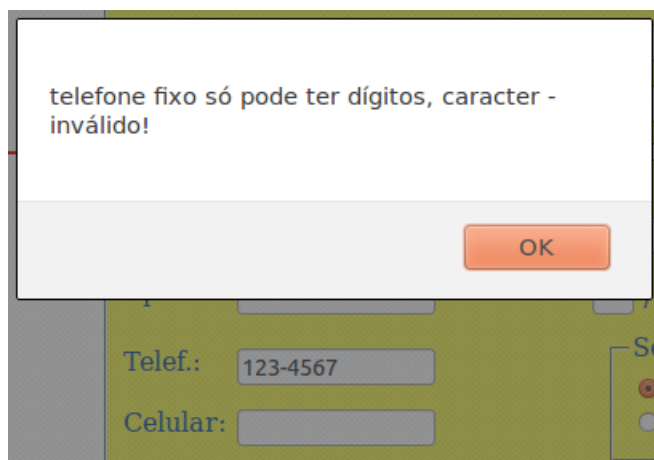 telefone fixo só pode ter dígitos, caracter -
inválido!
OK
Telef.: 123-4567
Celular: